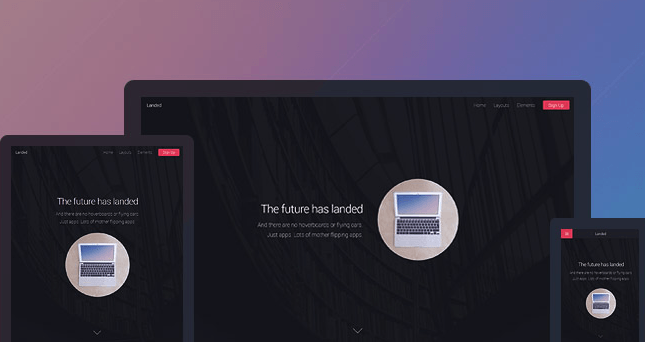 Landed
Home Layouts Elements Sign Up
The future has landed
And there are no hoverboards or flying cars.
Just apps. Lots of mother flipping apps.
Landed
Home Layouts Elements Sign Up
The future has landed
And there are no hoverboards or flying cars.
Just apps. Lots of mother flipping apps.
Landed
The future has landed
And there are no hoverboards or flying cars.
Just apps. Lots of mother flipping apps.